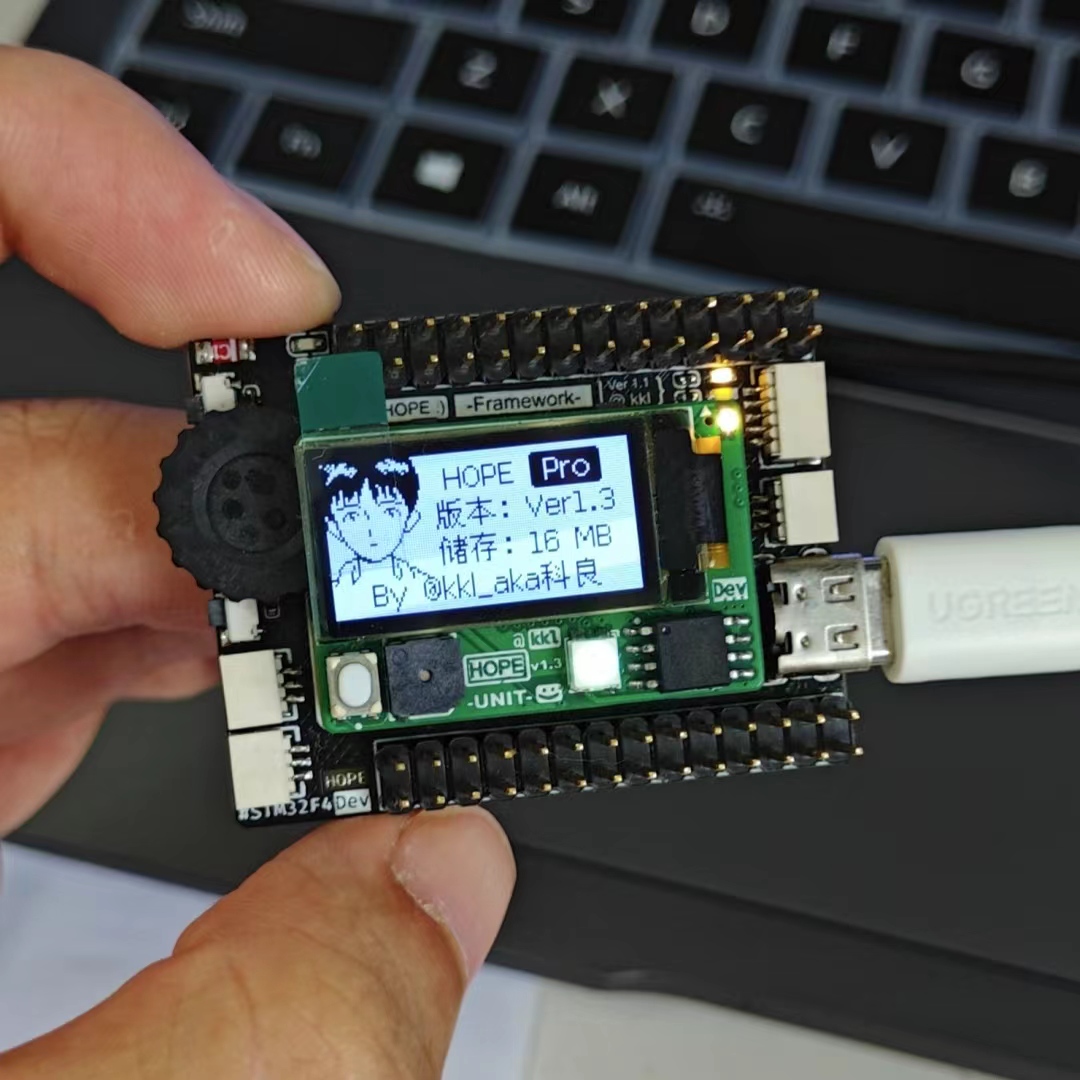 Z
X
C
V
B
Alt
HOPE :)
-Framework-
Ver 1.1
@ kkl
HOPE Pro
版本: Ver1.3
储存: 16 MB
By @kkl_aka科良
Dev
@ kkl
HOPE v1.3
-UNIT-
HOPE
#STM32F4 Dev
UGREEN